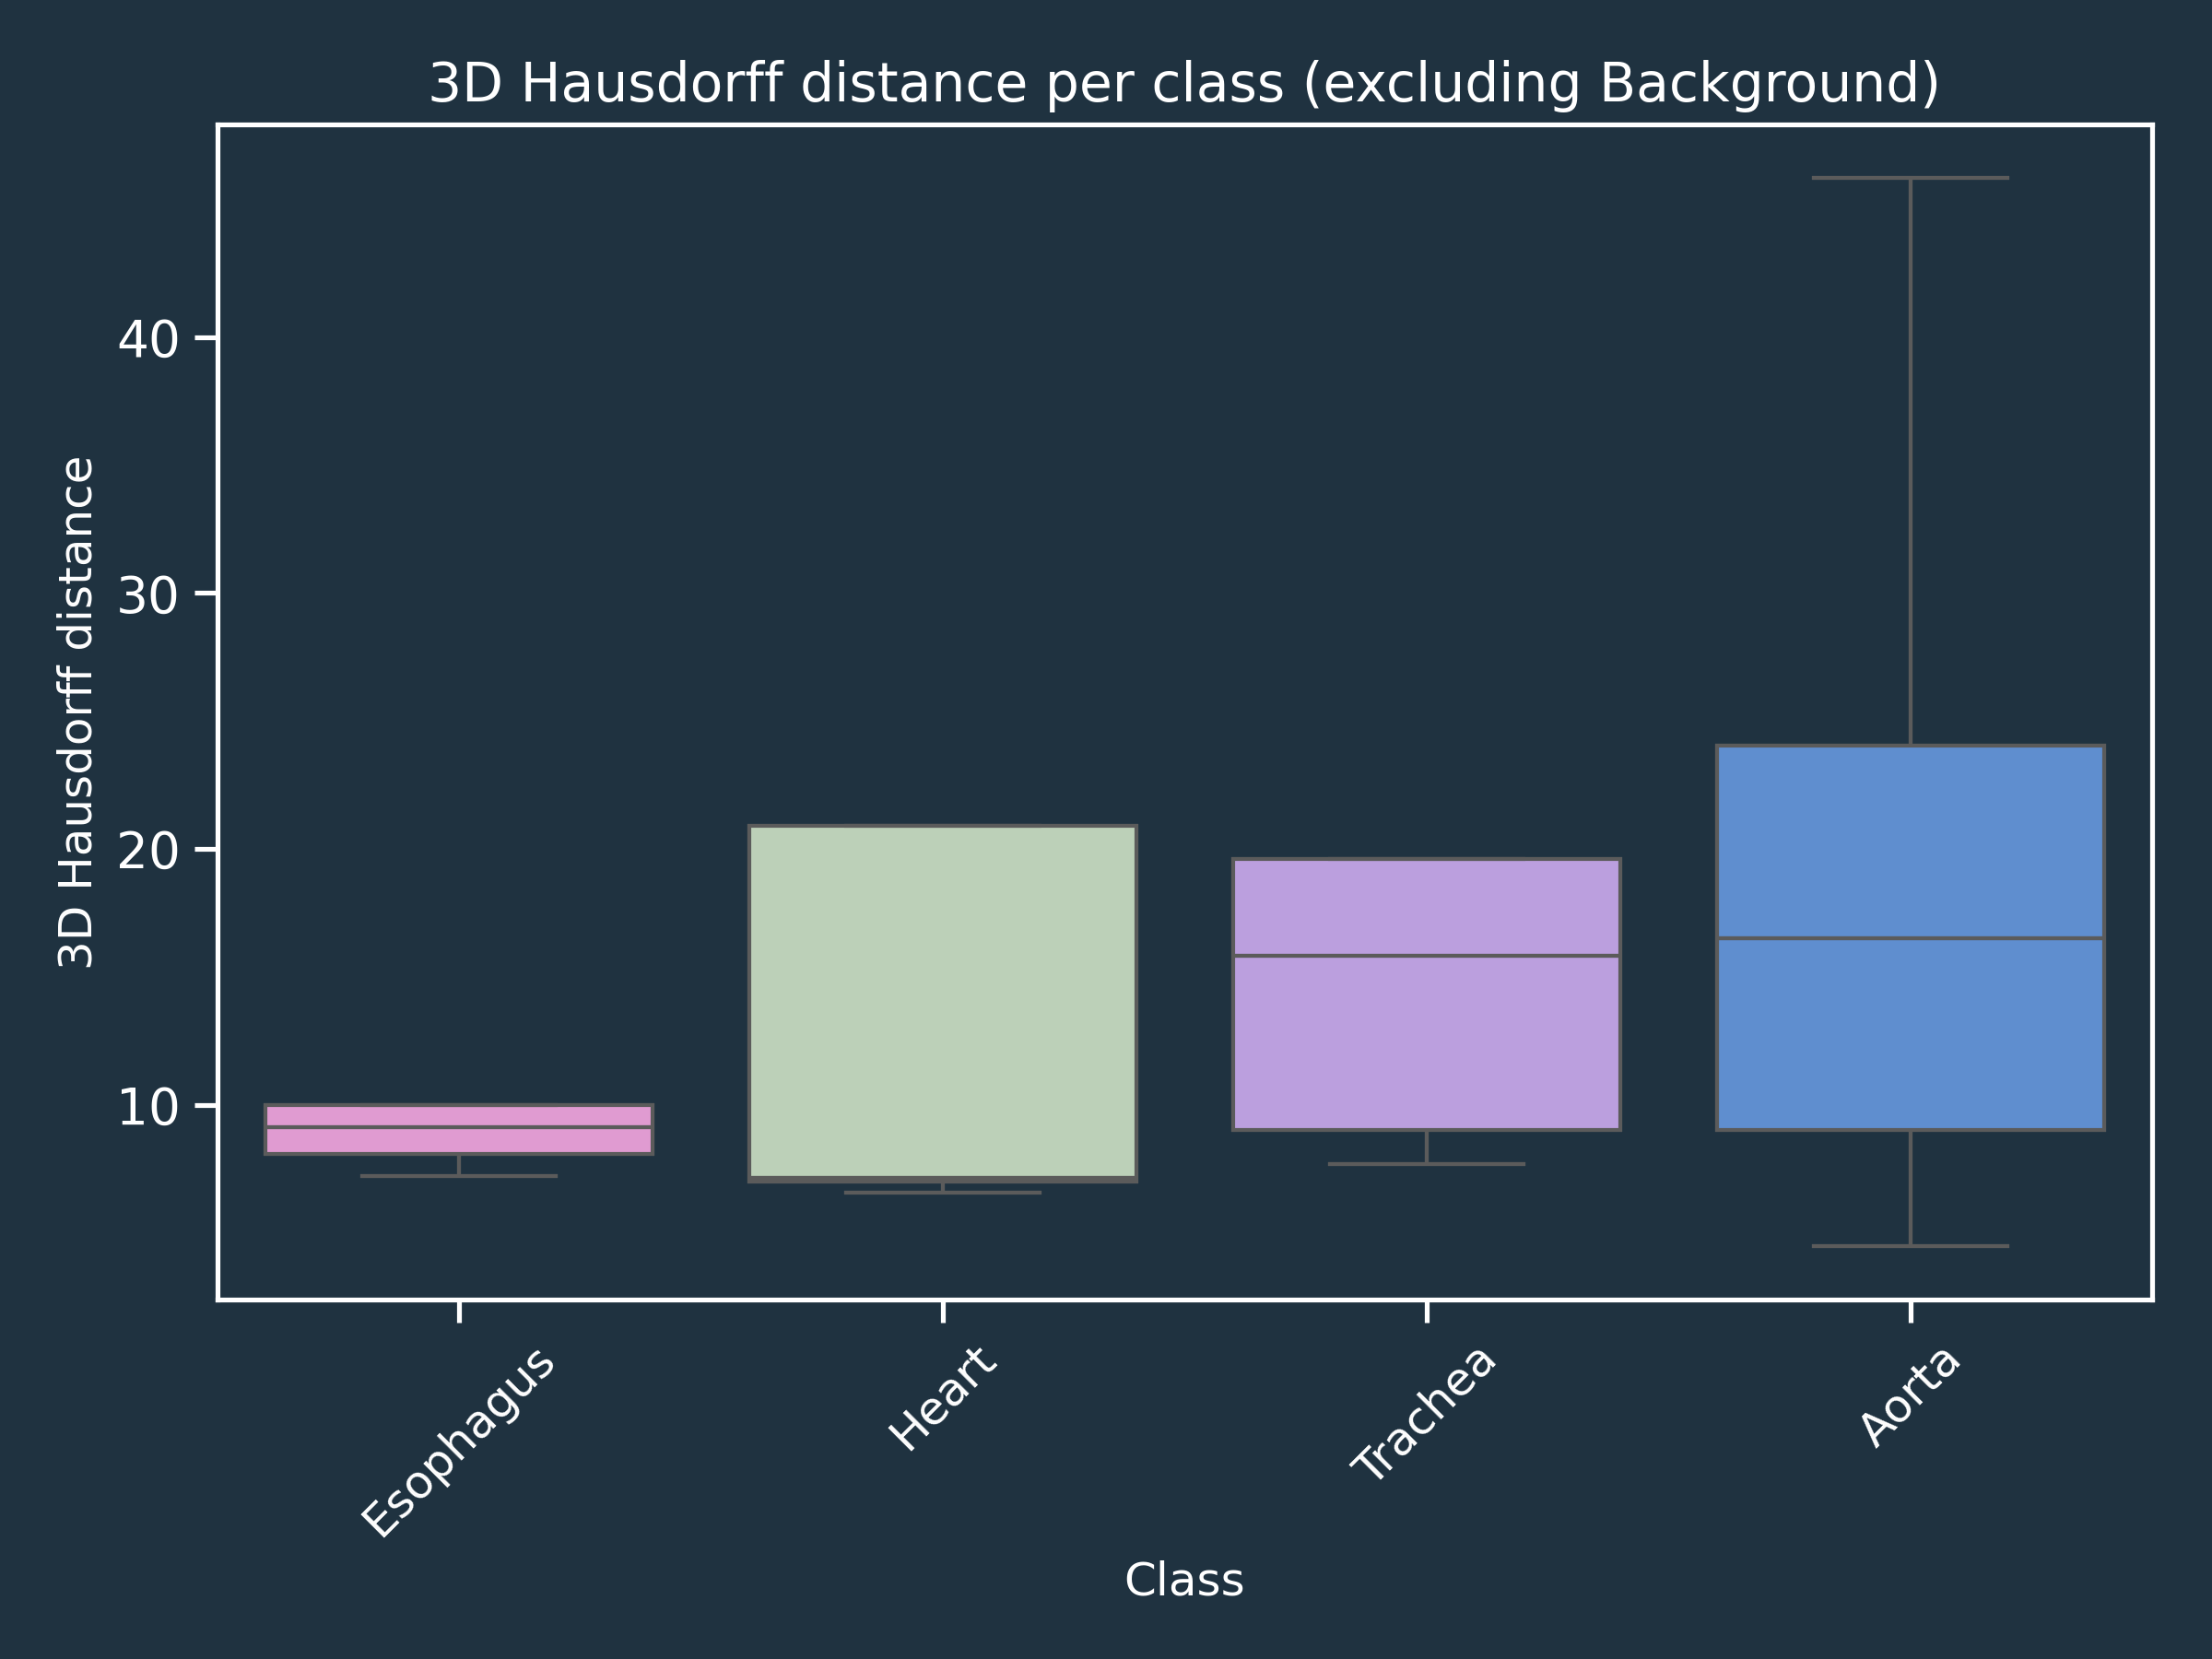 3D Hausdorff distance per class (excluding Background)
3D Hausdorff distance
40
30
20
10
Esophagus
Heart
Trachea
Aorta
Class